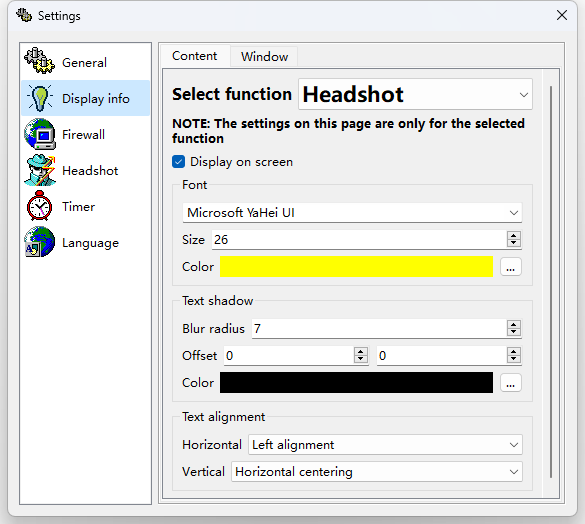 Settings
General
Display info
Firewall
Headshot
Timer
Language
Content Window
Select function Headshot
NOTE: The settings on this page are only for the selected
function
Display on screen
Font
Microsoft YaHei UI
Size 26
Color ...
Text shadow
Blur radius 7
Offset 0 0
Color ...
Text alignment
Horizontal Left alignment
Vertical Horizontal centering